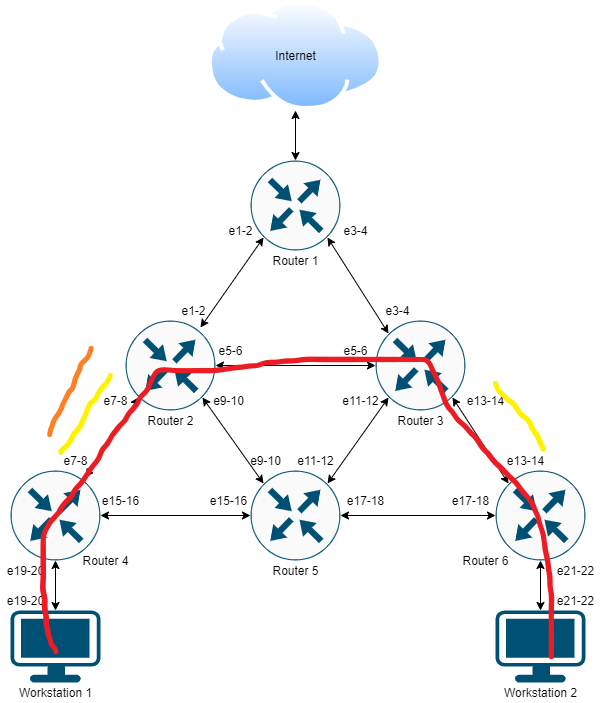 Internet
e1-2
e3-4
Router 1
e1-2
e3-4
e5-6
e5-6
e7-8
e9-10
e11-12
e13-14
Router 2
Router 3
e7-8
e9-10
e11-12
e13-14
e15-16
e15-16
e17-18
e17-18
Router 4
Router 5
Router 6
e19-20
e21-22
e19-20
e21-22
Workstation 1
Workstation 2